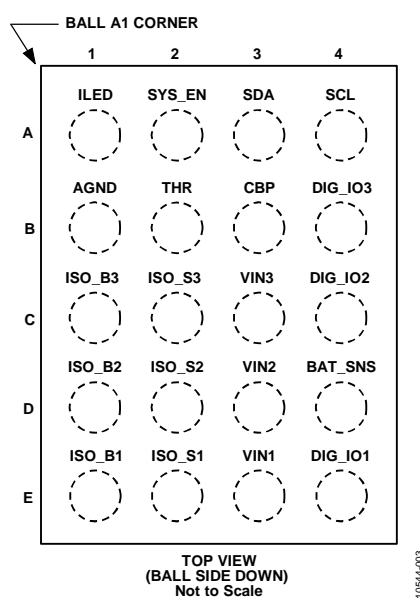 BALL A1 CORNER
1 2 3 4
ILED SYS_EN SDA SCL
A
AGND THR CBP DIG_IO3
B
ISO_B3 ISO_S3 VIN3 DIG_IO2
C
ISO_B2 ISO_S2 VIN2 BAT_SNS
D
ISO_B1 ISO_S1 VIN1 DIG_IO1
E
TOP VIEW
(BALL SIDE DOWN)
Not to Scale
10544-003